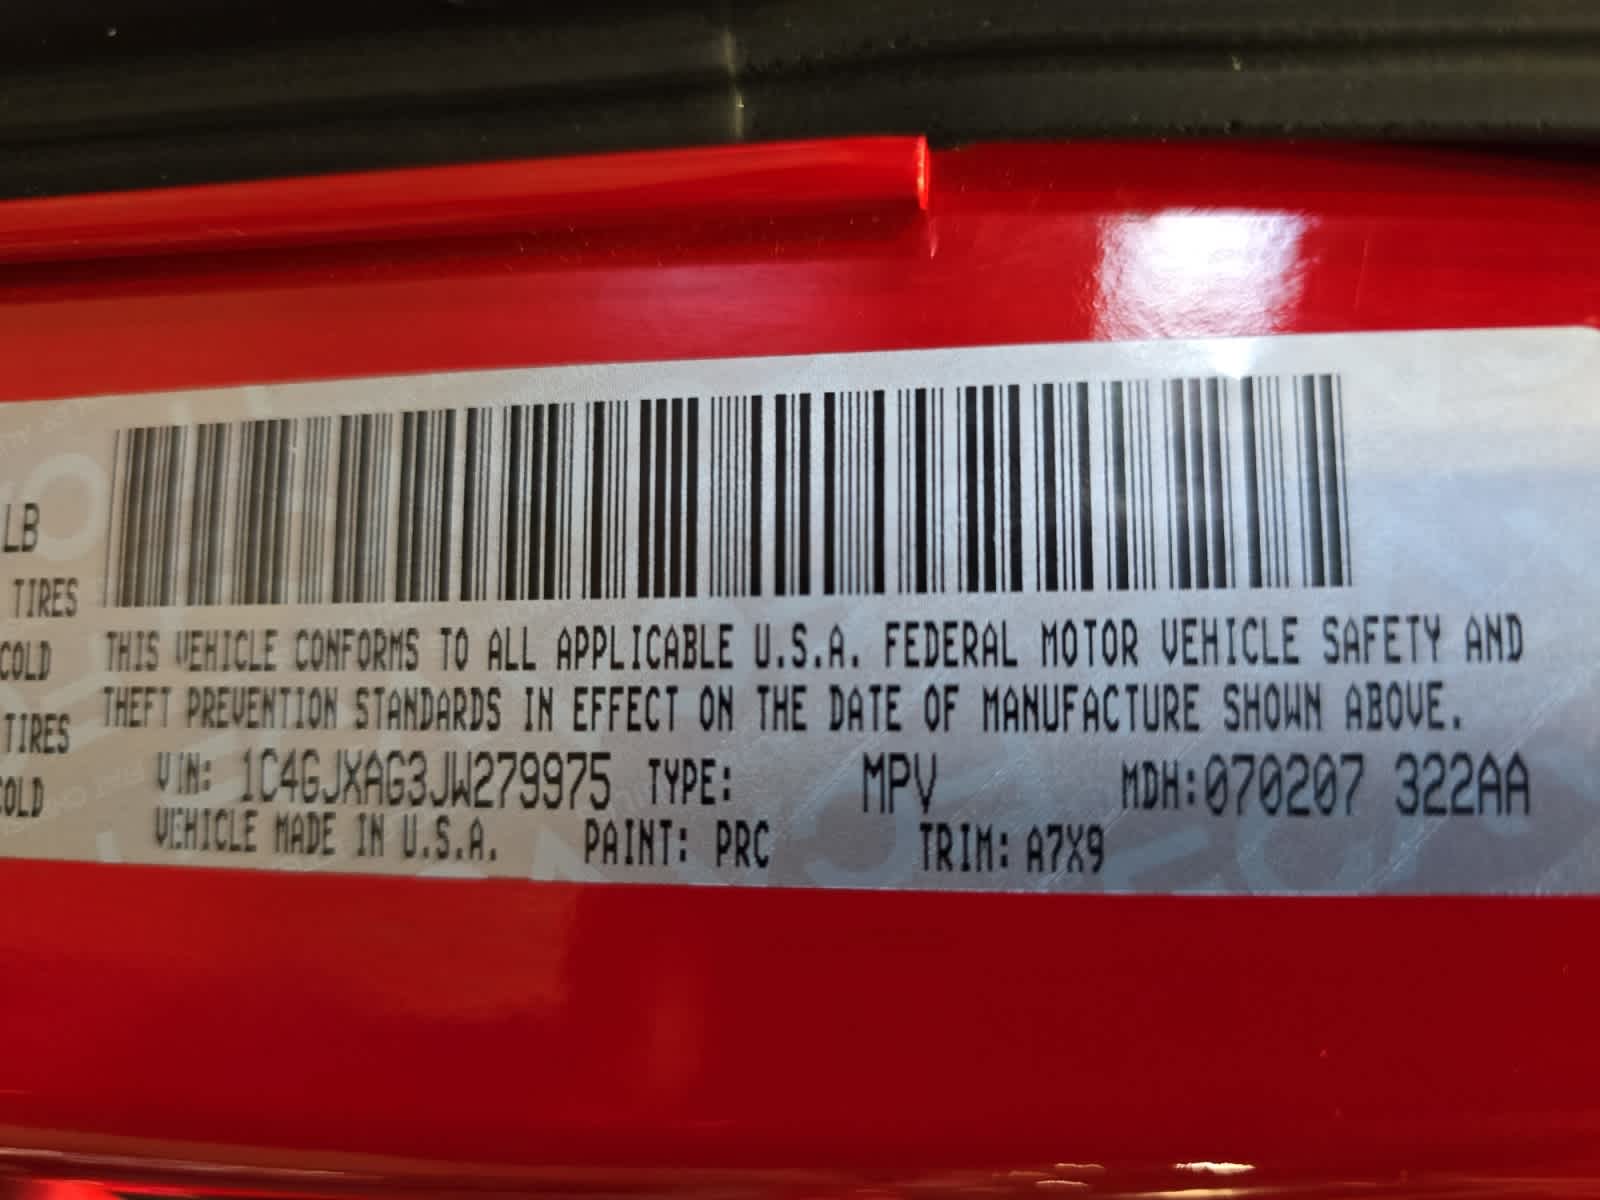 LB
TIRES
COLD
TIRES
COLD
THIS VEHICLE CONFORMS TO ALL APPLICABLE U.S.A. FEDERAL MOTOR VEHICLE SAFETY AND
THEFT PREVENTION STANDARDS IN EFFECT ON THE DATE OF MANUFACTURE SHOWN ABOVE.
VIN: 1C4GJXAG3JW279975 TYPE: MPV MDH:070207 322AA
VEHICLE MADE IN U.S.A. PAINT: PRC TRIM: A7X9